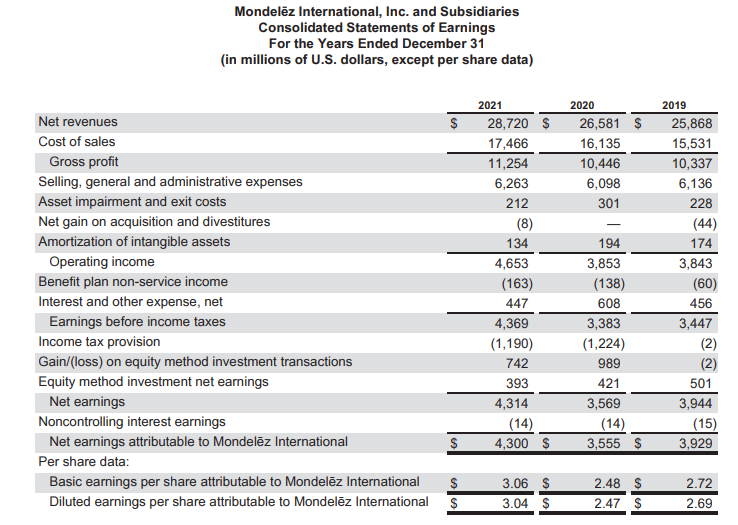 Mondelēz International, Inc. and Subsidiaries
Consolidated Statements of Earnings
For the Years Ended December 31
(in millions of U.S. dollars, except per share data)
2021 2020 2019
Net revenues $ 28,720 $ 26,581 $ 25,868
Cost of sales 17,466 16,135 15,531
Gross profit 11,254 10,446 10,337
Selling, general and administrative expenses 6,263 6,098 6,136
Asset impairment and exit costs 212 301 228
Net gain on acquisition and divestitures (8) — (44)
Amortization of intangible assets 134 194 174
Operating income 4,653 3,853 3,843
Benefit plan non-service income (163) (138) (60)
Interest and other expense, net 447 608 456
Earnings before income taxes 4,369 3,383 3,447
Income tax provision (1,190) (1,224) (2)
Gain/(loss) on equity method investment transactions 742 989 (2)
Equity method investment net earnings 393 421 501
Net earnings 4,314 3,569 3,944
Noncontrolling interest earnings (14) (14) (15)
Net earnings attributable to Mondelēz International $ 4,300 $ 3,555 $ 3,929
Per share data:
Basic earnings per share attributable to Mondelēz International $ 3.06 $ 2.48 $ 2.72
Diluted earnings per share attributable to Mondelēz International $ 3.04 $ 2.47 $ 2.69